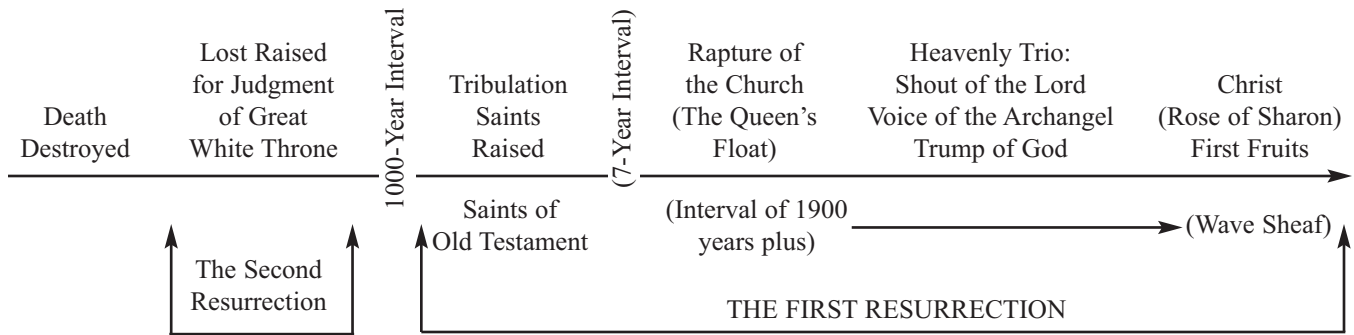 Death
Destroyed
Lost Raised
for Judgment
of Great
White Throne
1000-Year Interval
Tribulation
Saints
Raised
(7-Year Interval)
Rapture of
the Church
(The Queen's
Float)
Heavenly Trio:
Shout of the Lord
Voice of the Archangel
Trump of God
Christ
(Rose of Sharon)
First Fruits
Saints of
Old Testament
(Interval of 1900
years plus)
(Wave Sheaf)
The Second
Resurrection
THE FIRST RESURRECTION